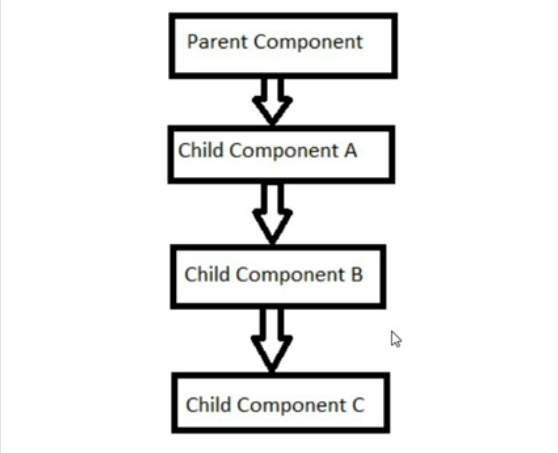 Parent Component
Child Component A
Child Component B
Child Component C